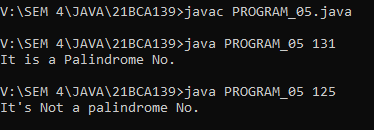 V:\SEM 4\JAVA\21BCA139>javac PROGRAM_05.java
V:\SEM 4\JAVA\21BCA139>java PROGRAM_05 131
It is a Palindrome No.
V:\SEM 4\JAVA\21BCA139>java PROGRAM_05 125
It's Not a palindrome No.